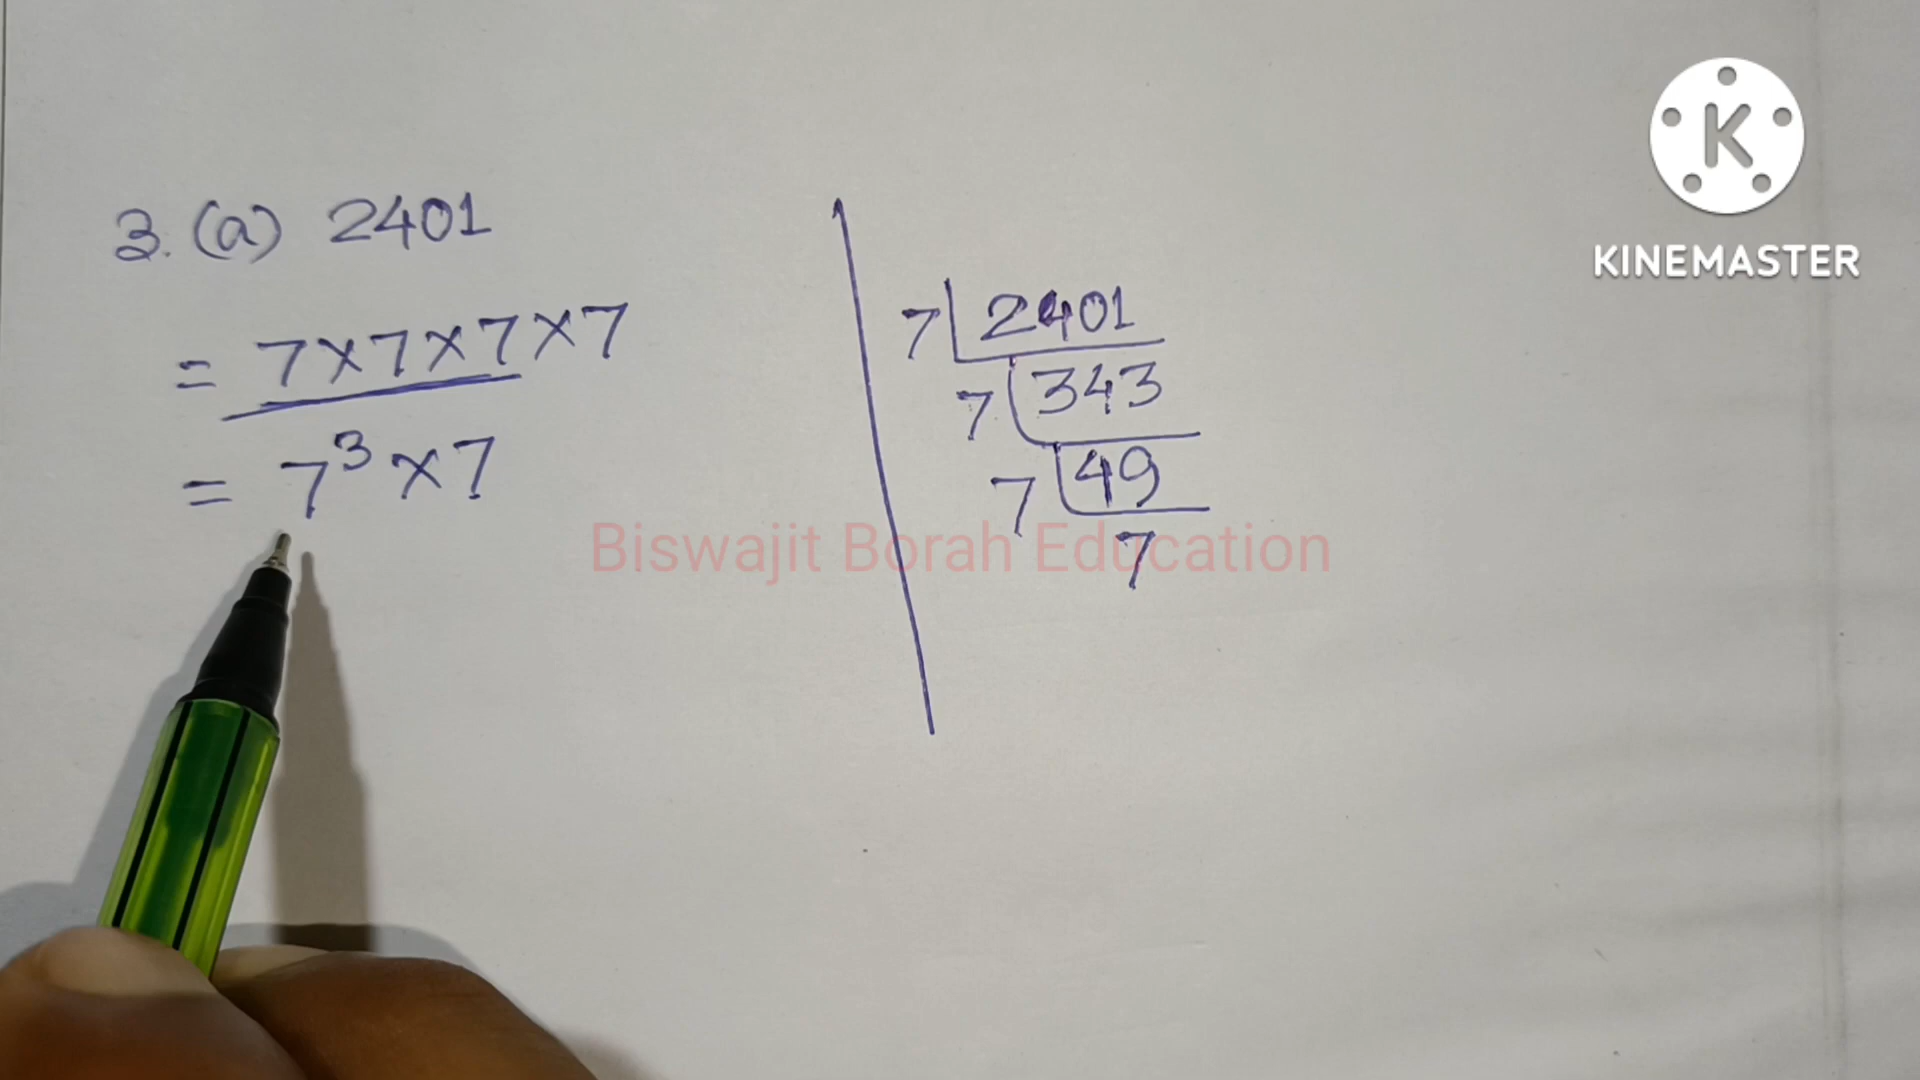 3. (a) 2401
= 7×7×7×7
= 7³×7
7 2401
7 343
7 49
7
K
KINEMASTER
Biswajit Borah Education